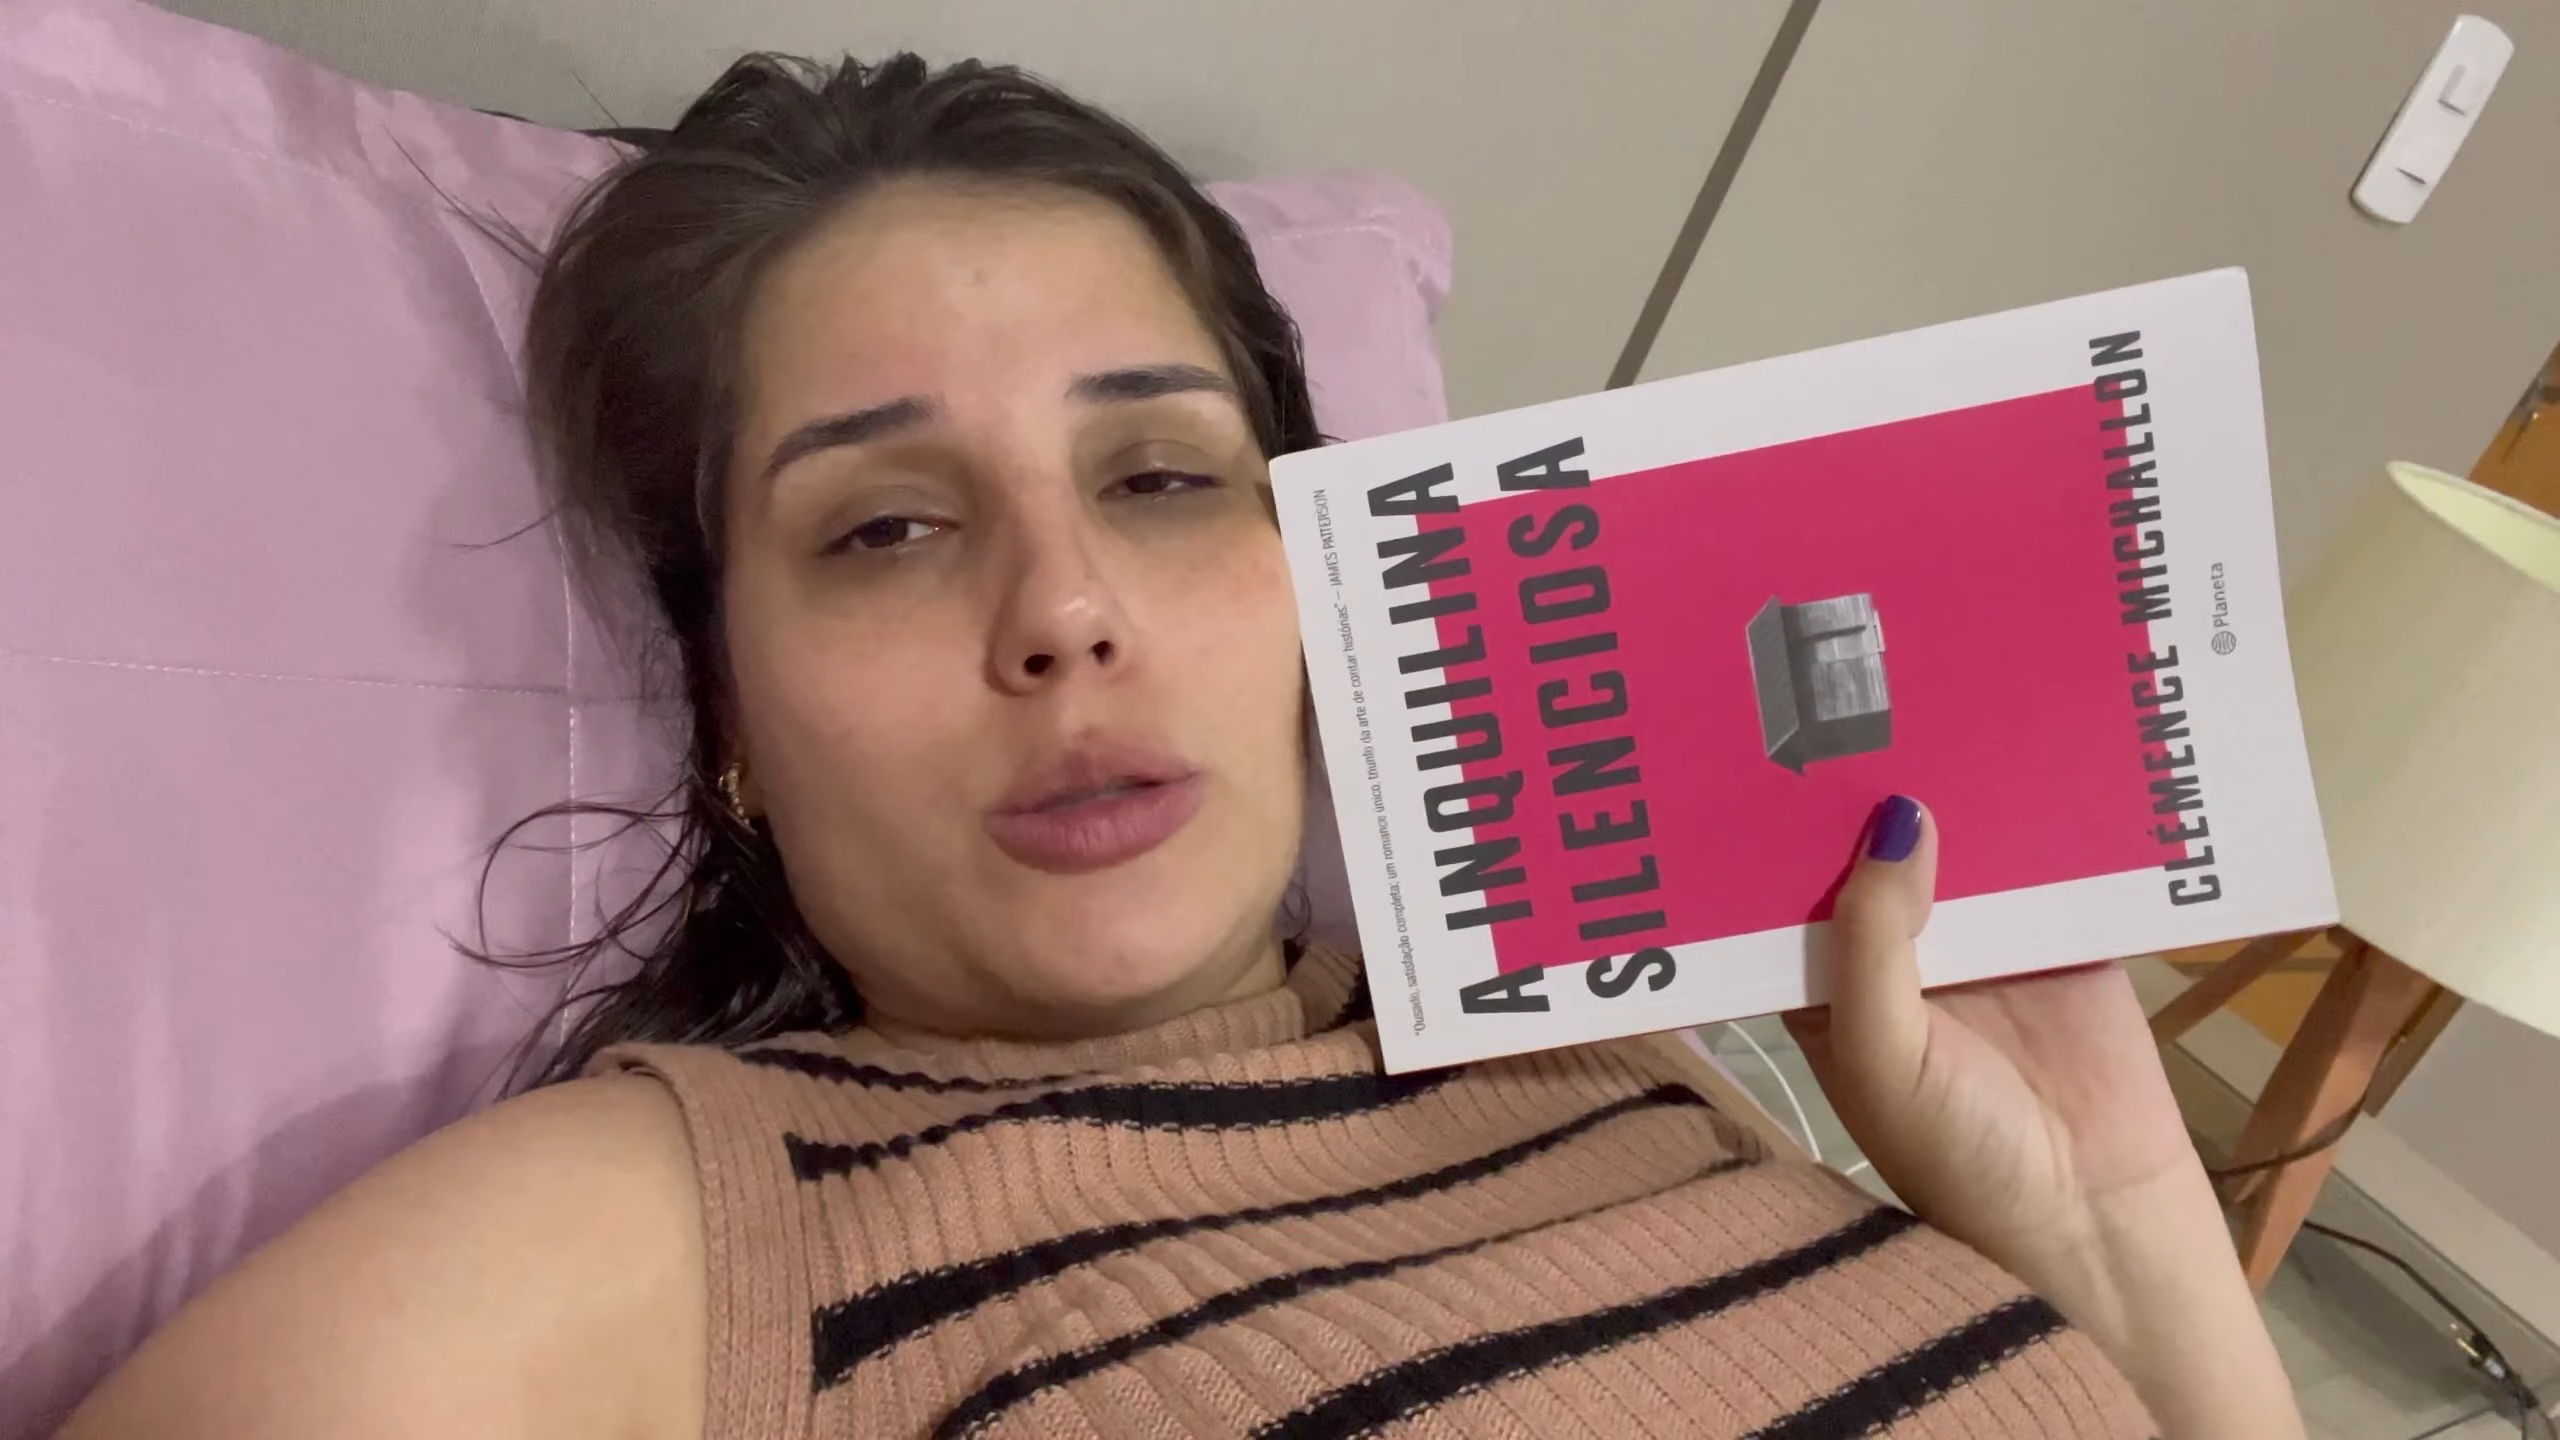 "Ousado, satisfação completa; um romance único, triunfo da arte de contar histórias." – JAMES PATTERSON
A INQUILINA
SILENCIOSA
CLÉMENCE MICHALLON
Planeta